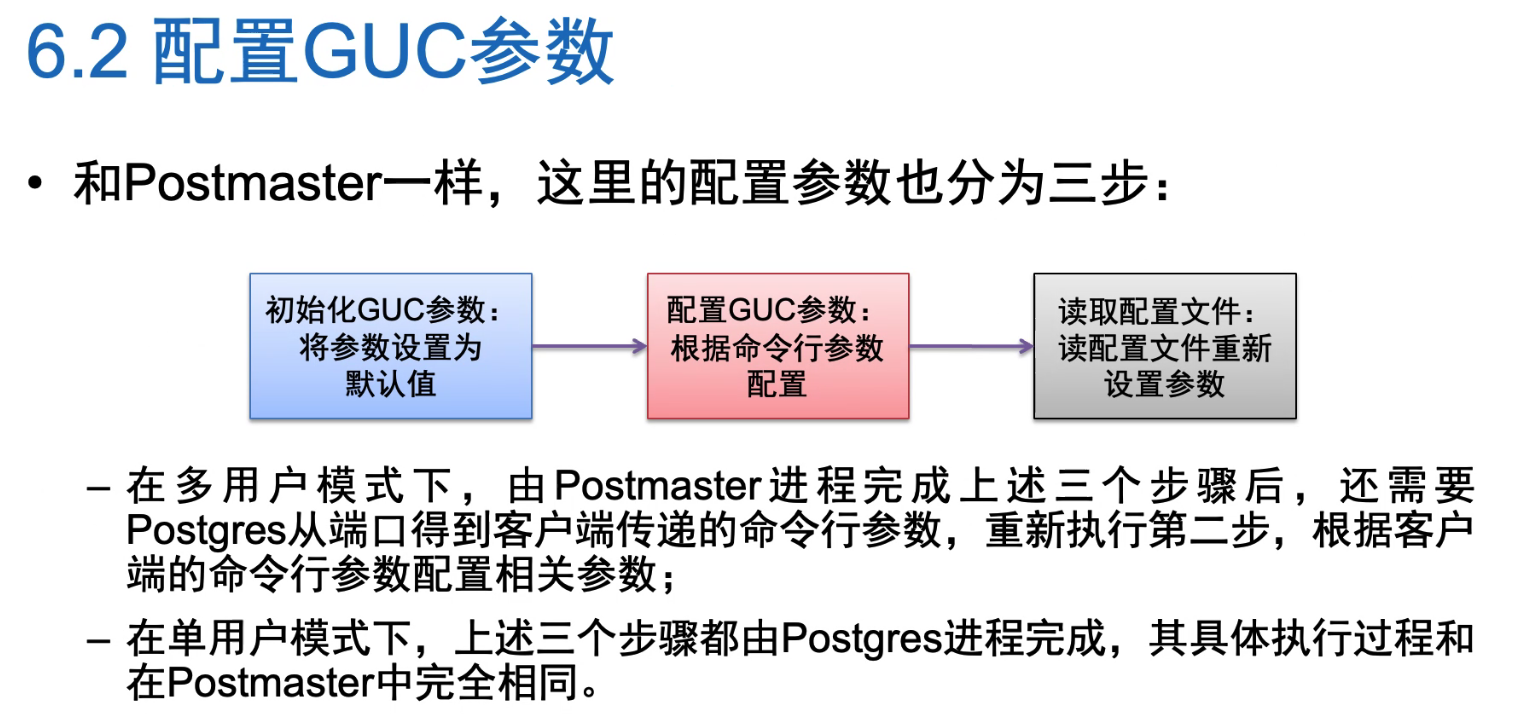 6.2 配置GUC参数
• 和Postmaster一样，这里的配置参数也分为三步：
初始化GUC参数：
将参数设置为
默认值
配置GUC参数：
根据命令行参数
配置
读取配置文件：
读配置文件重新
设置参数
– 在多用户模式下，由Postmaster进程完成上述三个步骤后，还需要
Postgres从端口得到客户端传递的命令行参数，重新执行第二步，根据客户
端的命令行参数配置相关参数；
– 在单用户模式下，上述三个步骤都由Postgres进程完成，其具体执行过程和
在Postmaster中完全相同。